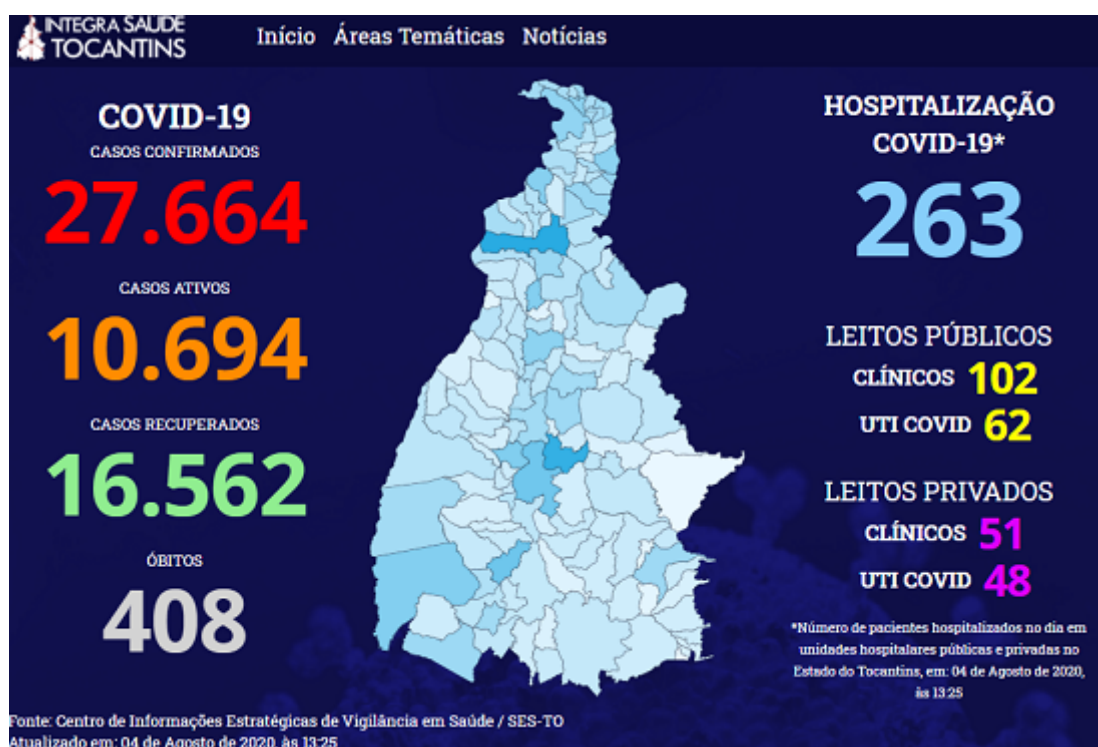 INTEGRA SAÚDE
TOCANTINS
Início Áreas Temáticas Notícias
COVID-19
CASOS CONFIRMADOS
27.664
CASOS ATIVOS
10.694
CASOS RECUPERADOS
16.562
ÓBITOS
408
HOSPITALIZAÇÃO
COVID-19*
263
LEITOS PÚBLICOS
CLÍNICOS 102
UTI COVID 62
LEITOS PRIVADOS
CLÍNICOS 51
UTI COVID 48
*Número de pacientes hospitalizados no dia em
unidades hospitalares públicas e privadas no
Estado do Tocantins, em: 04 de Agosto de 2020,
às 13:25
Fonte: Centro de Informações Estratégicas de Vigilância em Saúde / SES-TO
Atualizado em: 04 de Agosto de 2020, às 13:25